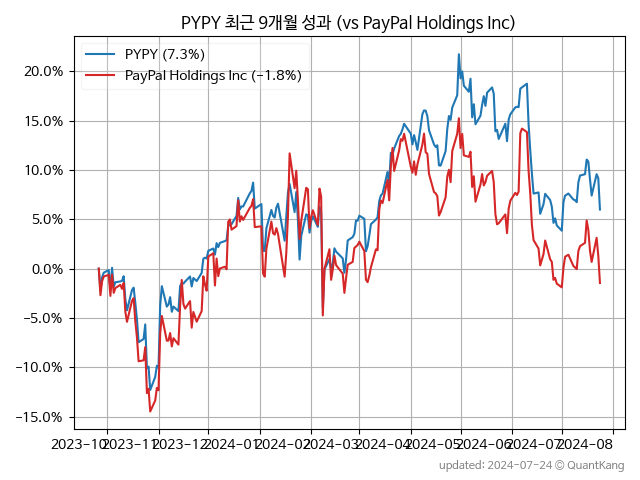 PYPY 최근 9개월 성과 (vs PayPal Holdings Inc)
PYPY (7.3%)
PayPal Holdings Inc (−1.8%)
20.0%
15.0%
10.0%
5.0%
0.0%
−5.0%
−10.0%
−15.0%
2023−10 2023−11 2023−12 2024−01 2024−02 2024−03 2024−04 2024−05 2024−06 2024−07 2024−08
updated: 2024-07-24 ⓒ QuantKang